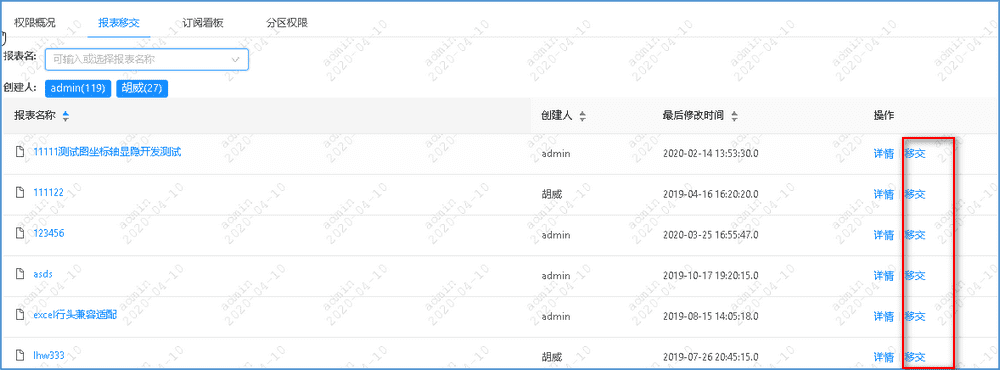 权限概况 报表移交 订阅看板 分区权限
报表名: 可输入或选择报表名称
创建人: admin(119) 胡威(27)
报表名称 创建人 最后修改时间 操作
11111测试图坐标轴显隐开发测试 admin 2020-02-14 13:53:30.0 详情 移交
111122 胡威 2019-04-16 16:20:20.0 详情 移交
123456 admin 2020-03-25 16:55:47.0 详情 移交
asds admin 2019-10-17 19:20:15.0 详情 移交
excel行头兼容适配 admin 2019-08-15 14:05:18.0 详情 移交
lhw333 胡威 2019-07-26 20:45:15.0 详情 移交
admin
2020-04-10